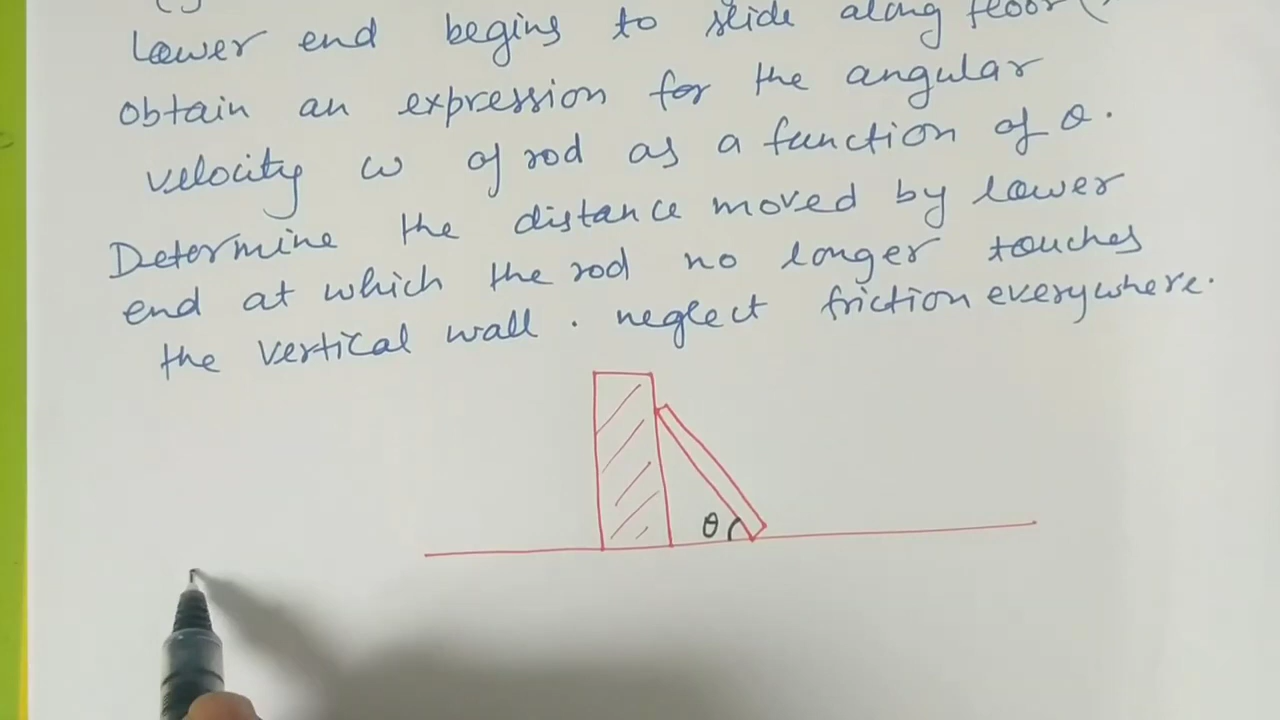 Lower end begins to slide along floor
obtain an expression for the angular
velocity ω of rod as a function of θ.
Determine the distance moved by lower
end at which the rod no longer touches
the vertical wall . neglect friction everywhere.
θ